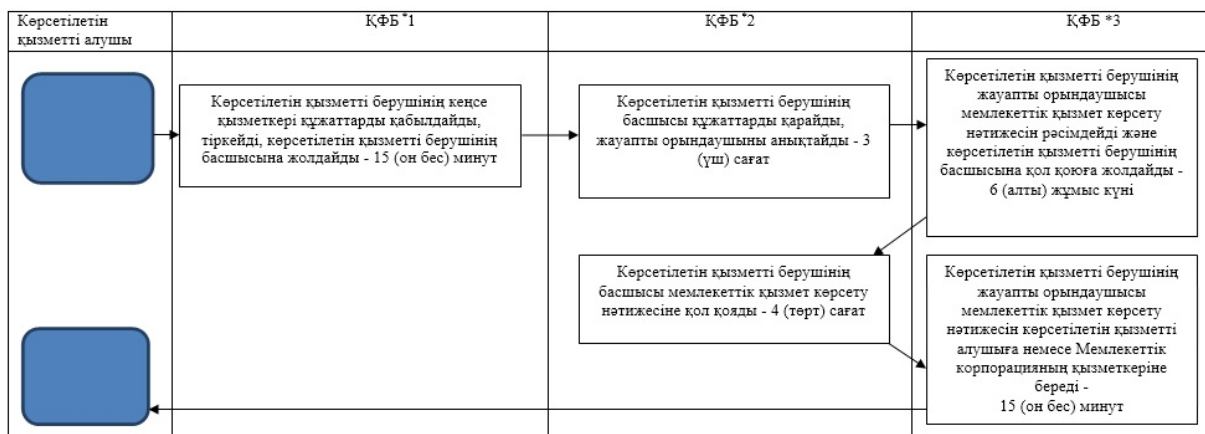 Көрсетілетін
қызметті алушы
ҚФБ *1
ҚФБ *2
ҚФБ *3
Көрсетілетін қызметті берушінің кеңсе
қызметкері құжаттарды қабылдайды,
тіркейді, көрсетілетін қызметті берушінің
басшысына жолдайды - 15 (он бес) минут
Көрсетілетін қызметті берушінің
басшысы құжаттарды қарайды,
жауапты орындаушыны анықтайды - 3
(үш) сағат
Көрсетілетін қызметті берушінің
жауапты орындаушысы
мемлекеттік қызмет көрсету
нәтижесін рәсімдейді және
көрсетілетін қызметті берушінің
басшысына қол қоюға жолдайды -
6 (алты) жұмыс күні
Көрсетілетін қызметті берушінің
басшысы мемлекеттік қызмет көрсету
нәтижесіне қол қояды - 4 (төрт) сағат
Көрсетілетін қызметті берушінің
жауапты орындаушысы
мемлекеттік қызмет көрсету
нәтижесін көрсетілетін қызметті
алушыға немесе Мемлекеттік
корпорацияның қызметкеріне
береді -
15 (он бес) минут